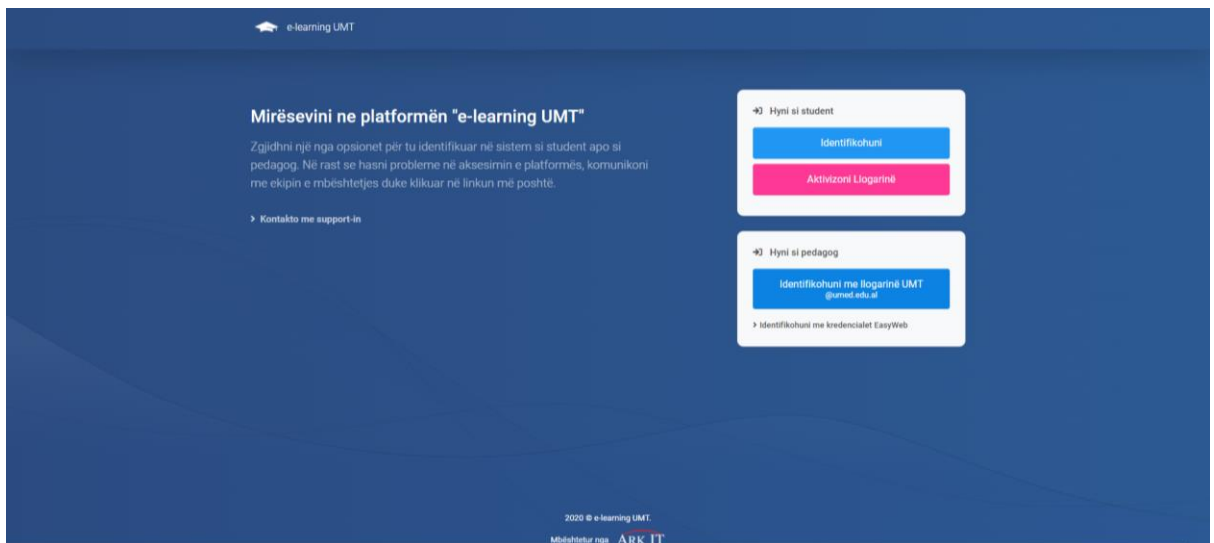 e-learning UMT
Mirësevini ne platformën "e-learning UMT"
Zgjidhni një nga opsionet për tu identifikuar në sistem si student apo si
pedagog. Në rast se hasni probleme në aksesimin e platformës, komunikoni
me ekipin e mbështetjes duke klikuar në linkun më poshtë.
Kontakto me support-in
Hyni si student
Identifikohuni
Aktivizoni Llogarinë
Hyni si pedagog
Identifikohuni me llogarinë UMT
@umed.edu.al
Identifikohuni me kredencialet EasyWeb
2020 © e-learning UMT.
Mbështetur nga ARK IT